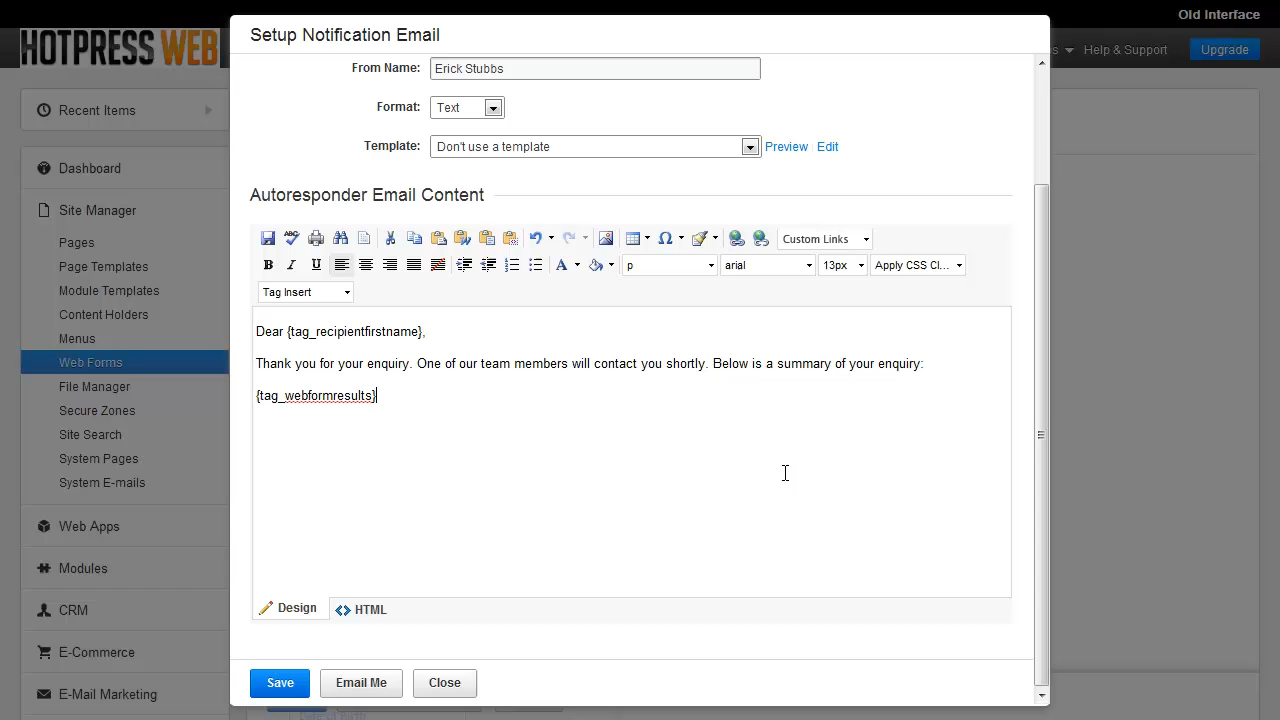 Old Interface
HOTPRESS WEB
Help & Support
Upgrade
Recent Items
Dashboard
Site Manager
Pages
Page Templates
Module Templates
Content Holders
Menus
Web Forms
File Manager
Secure Zones
Site Search
System Pages
System E-mails
Web Apps
Modules
CRM
E-Commerce
E-Mail Marketing
Setup Notification Email
From Name: Erick Stubbs
Format: Text
Template: Don't use a template Preview Edit
Autoresponder Email Content
ABC
Custom Links
B I U A p arial 13px Apply CSS Cl...
Tag Insert
Dear {tag_recipientfirstname},
Thank you for your enquiry. One of our team members will contact you shortly. Below is a summary of your enquiry:
{tag_webformresults}
Design HTML
Save Email Me Close